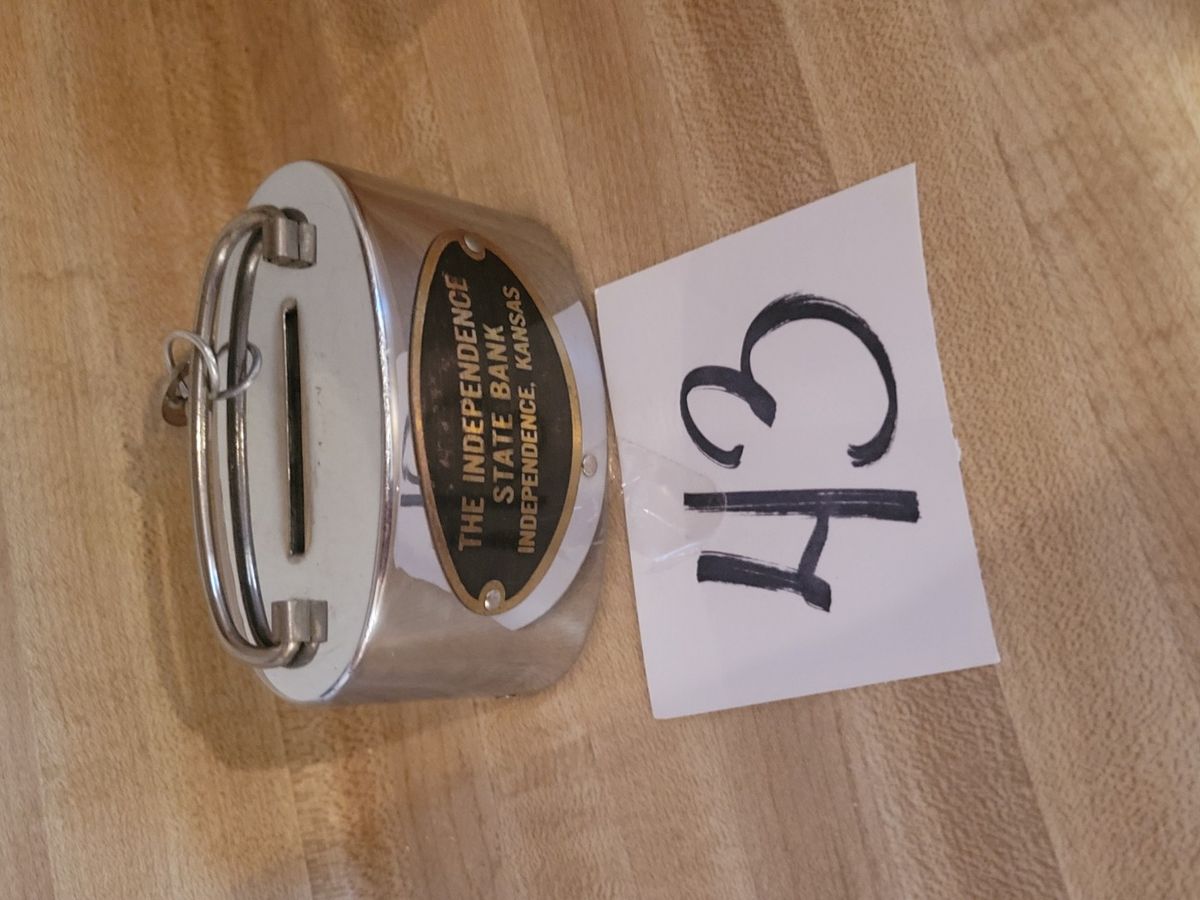 THE INDEPENDENCE
STATE BANK
INDEPENDENCE, KANSAS
43